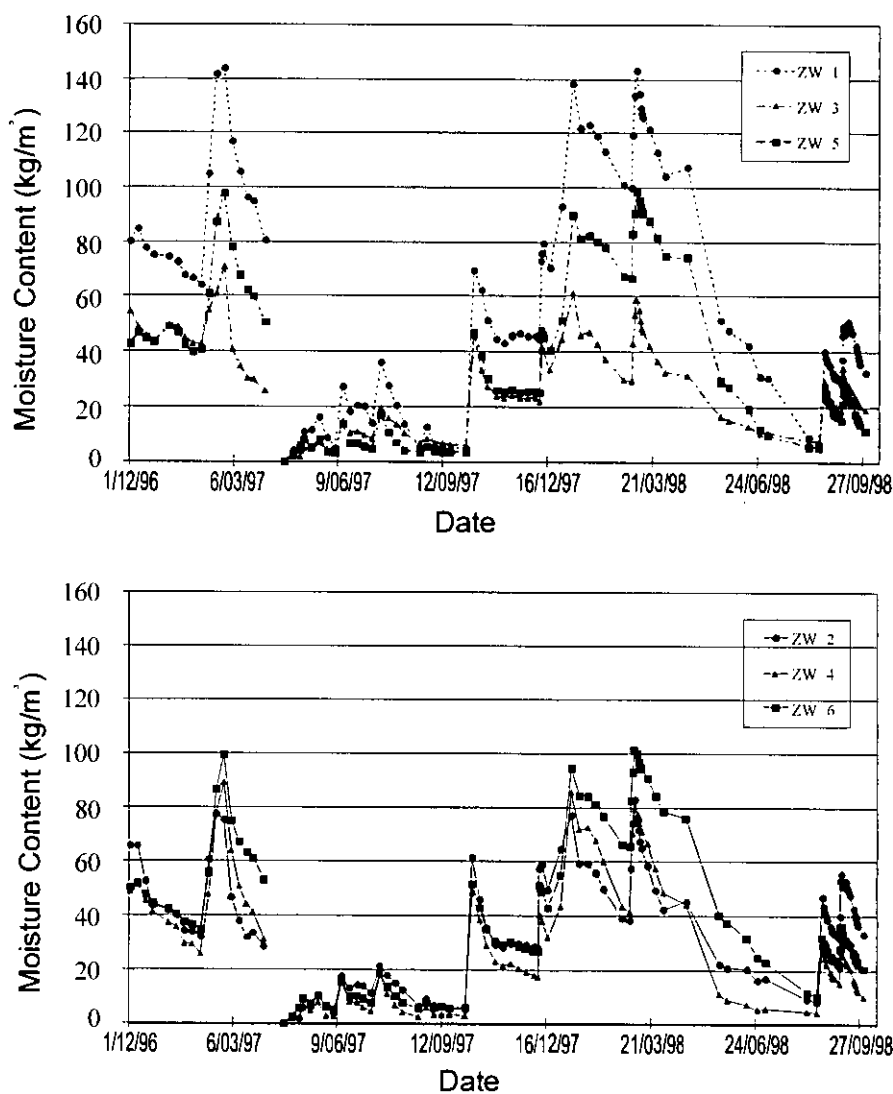 160
140
120
100
80
60
40
20
0
Moisture Content (kg/m³)
ZW 1
ZW 3
ZW 5
1/12/96 6/03/97 9/06/97 12/09/97 16/12/97 21/03/98 24/06/98 27/09/98
Date
160
140
120
100
80
60
40
20
0
Moisture Content (kg/m³)
ZW 2
ZW 4
ZW 6
1/12/96 6/03/97 9/06/97 12/09/97 16/12/97 21/03/98 24/06/98 27/09/98
Date